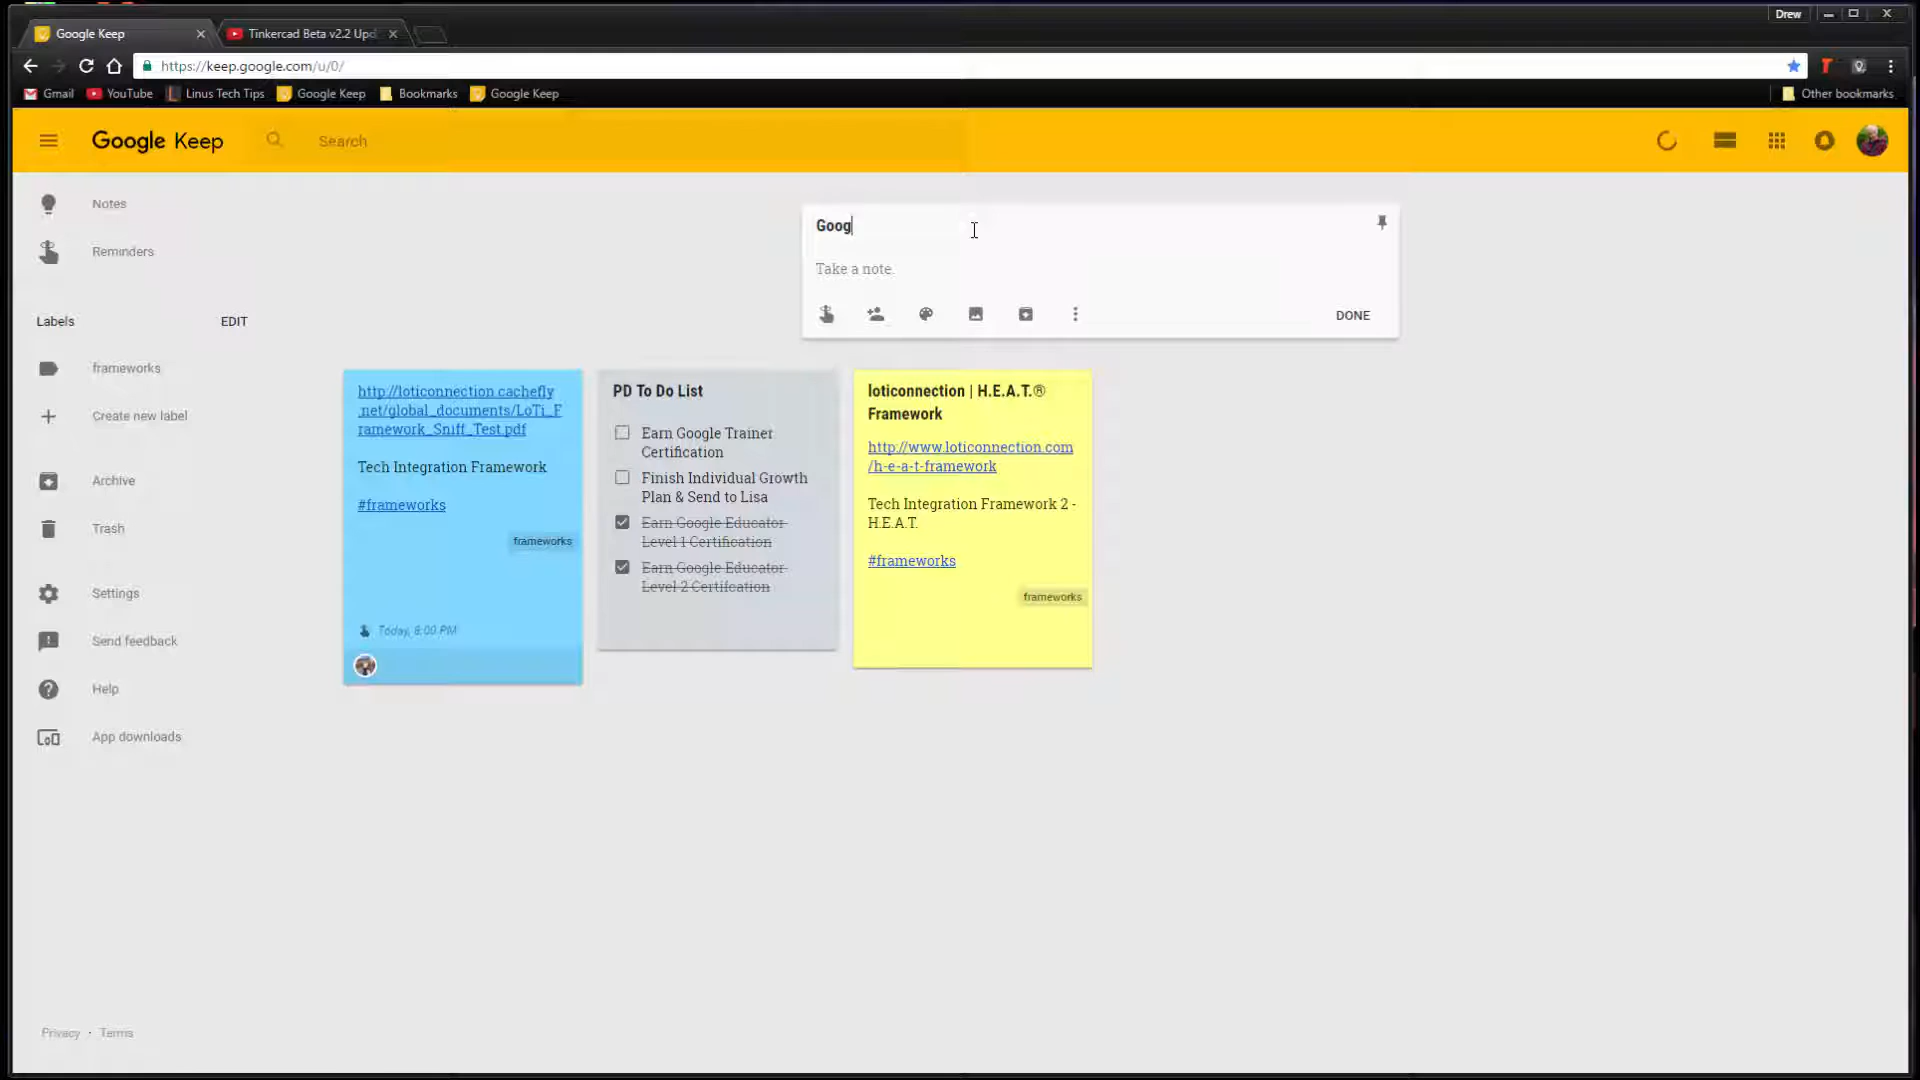 Drew
Google Keep
Tinkercad Beta v2.2 Upd
https://keep.google.com/u/0/
Gmail
YouTube
Linus Tech Tips
Google Keep
Bookmarks
Google Keep
Other bookmarks
Google Keep
Search
Notes
Reminders
Labels
EDIT
frameworks
Create new label
Archive
Trash
Settings
Send feedback
Help
App downloads
Privacy · Terms
Goog
Take a note.
DONE
http://loticonnection.cachefly
.net/global_documents/LoTi_F
ramework_Sniff_Test.pdf
Tech Integration Framework
#frameworks
frameworks
Today, 8:00 PM
PD To Do List
Earn Google Trainer
Certification
Finish Individual Growth
Plan & Send to Lisa
Earn Google Educator
Level 1 Certification
Earn Google Educator
Level 2 Certifcation
loticonnection | H.E.A.T.®
Framework
http://www.loticonnection.com
/h-e-a-t-framework
Tech Integration Framework 2 -
H.E.A.T.
#frameworks
frameworks